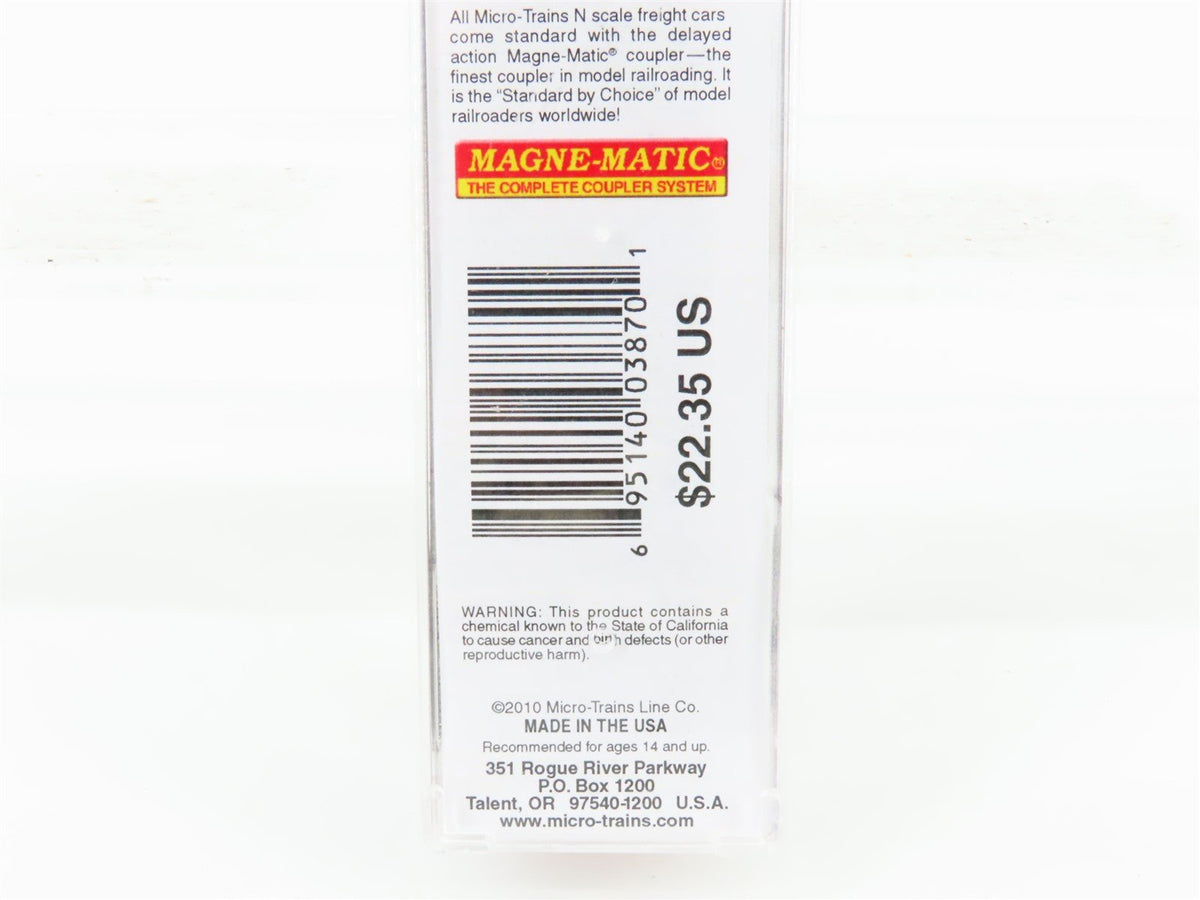 All Micro-Trains N scale freight cars
come standard with the delayed
action Magne-Matic® coupler—the
finest coupler in model railroading. It
is the “Standard by Choice” of model
railroaders worldwide!
MAGNE-MATIC®
THE COMPLETE COUPLER SYSTEM
6 95140 03870 1
$22.35 US
WARNING: This product contains a
chemical known to the State of California
to cause cancer and birth defects (or other
reproductive harm).
©2010 Micro-Trains Line Co.
MADE IN THE USA
Recommended for ages 14 and up.
351 Rogue River Parkway
P.O. Box 1200
Talent, OR 97540-1200 U.S.A.
www.micro-trains.com